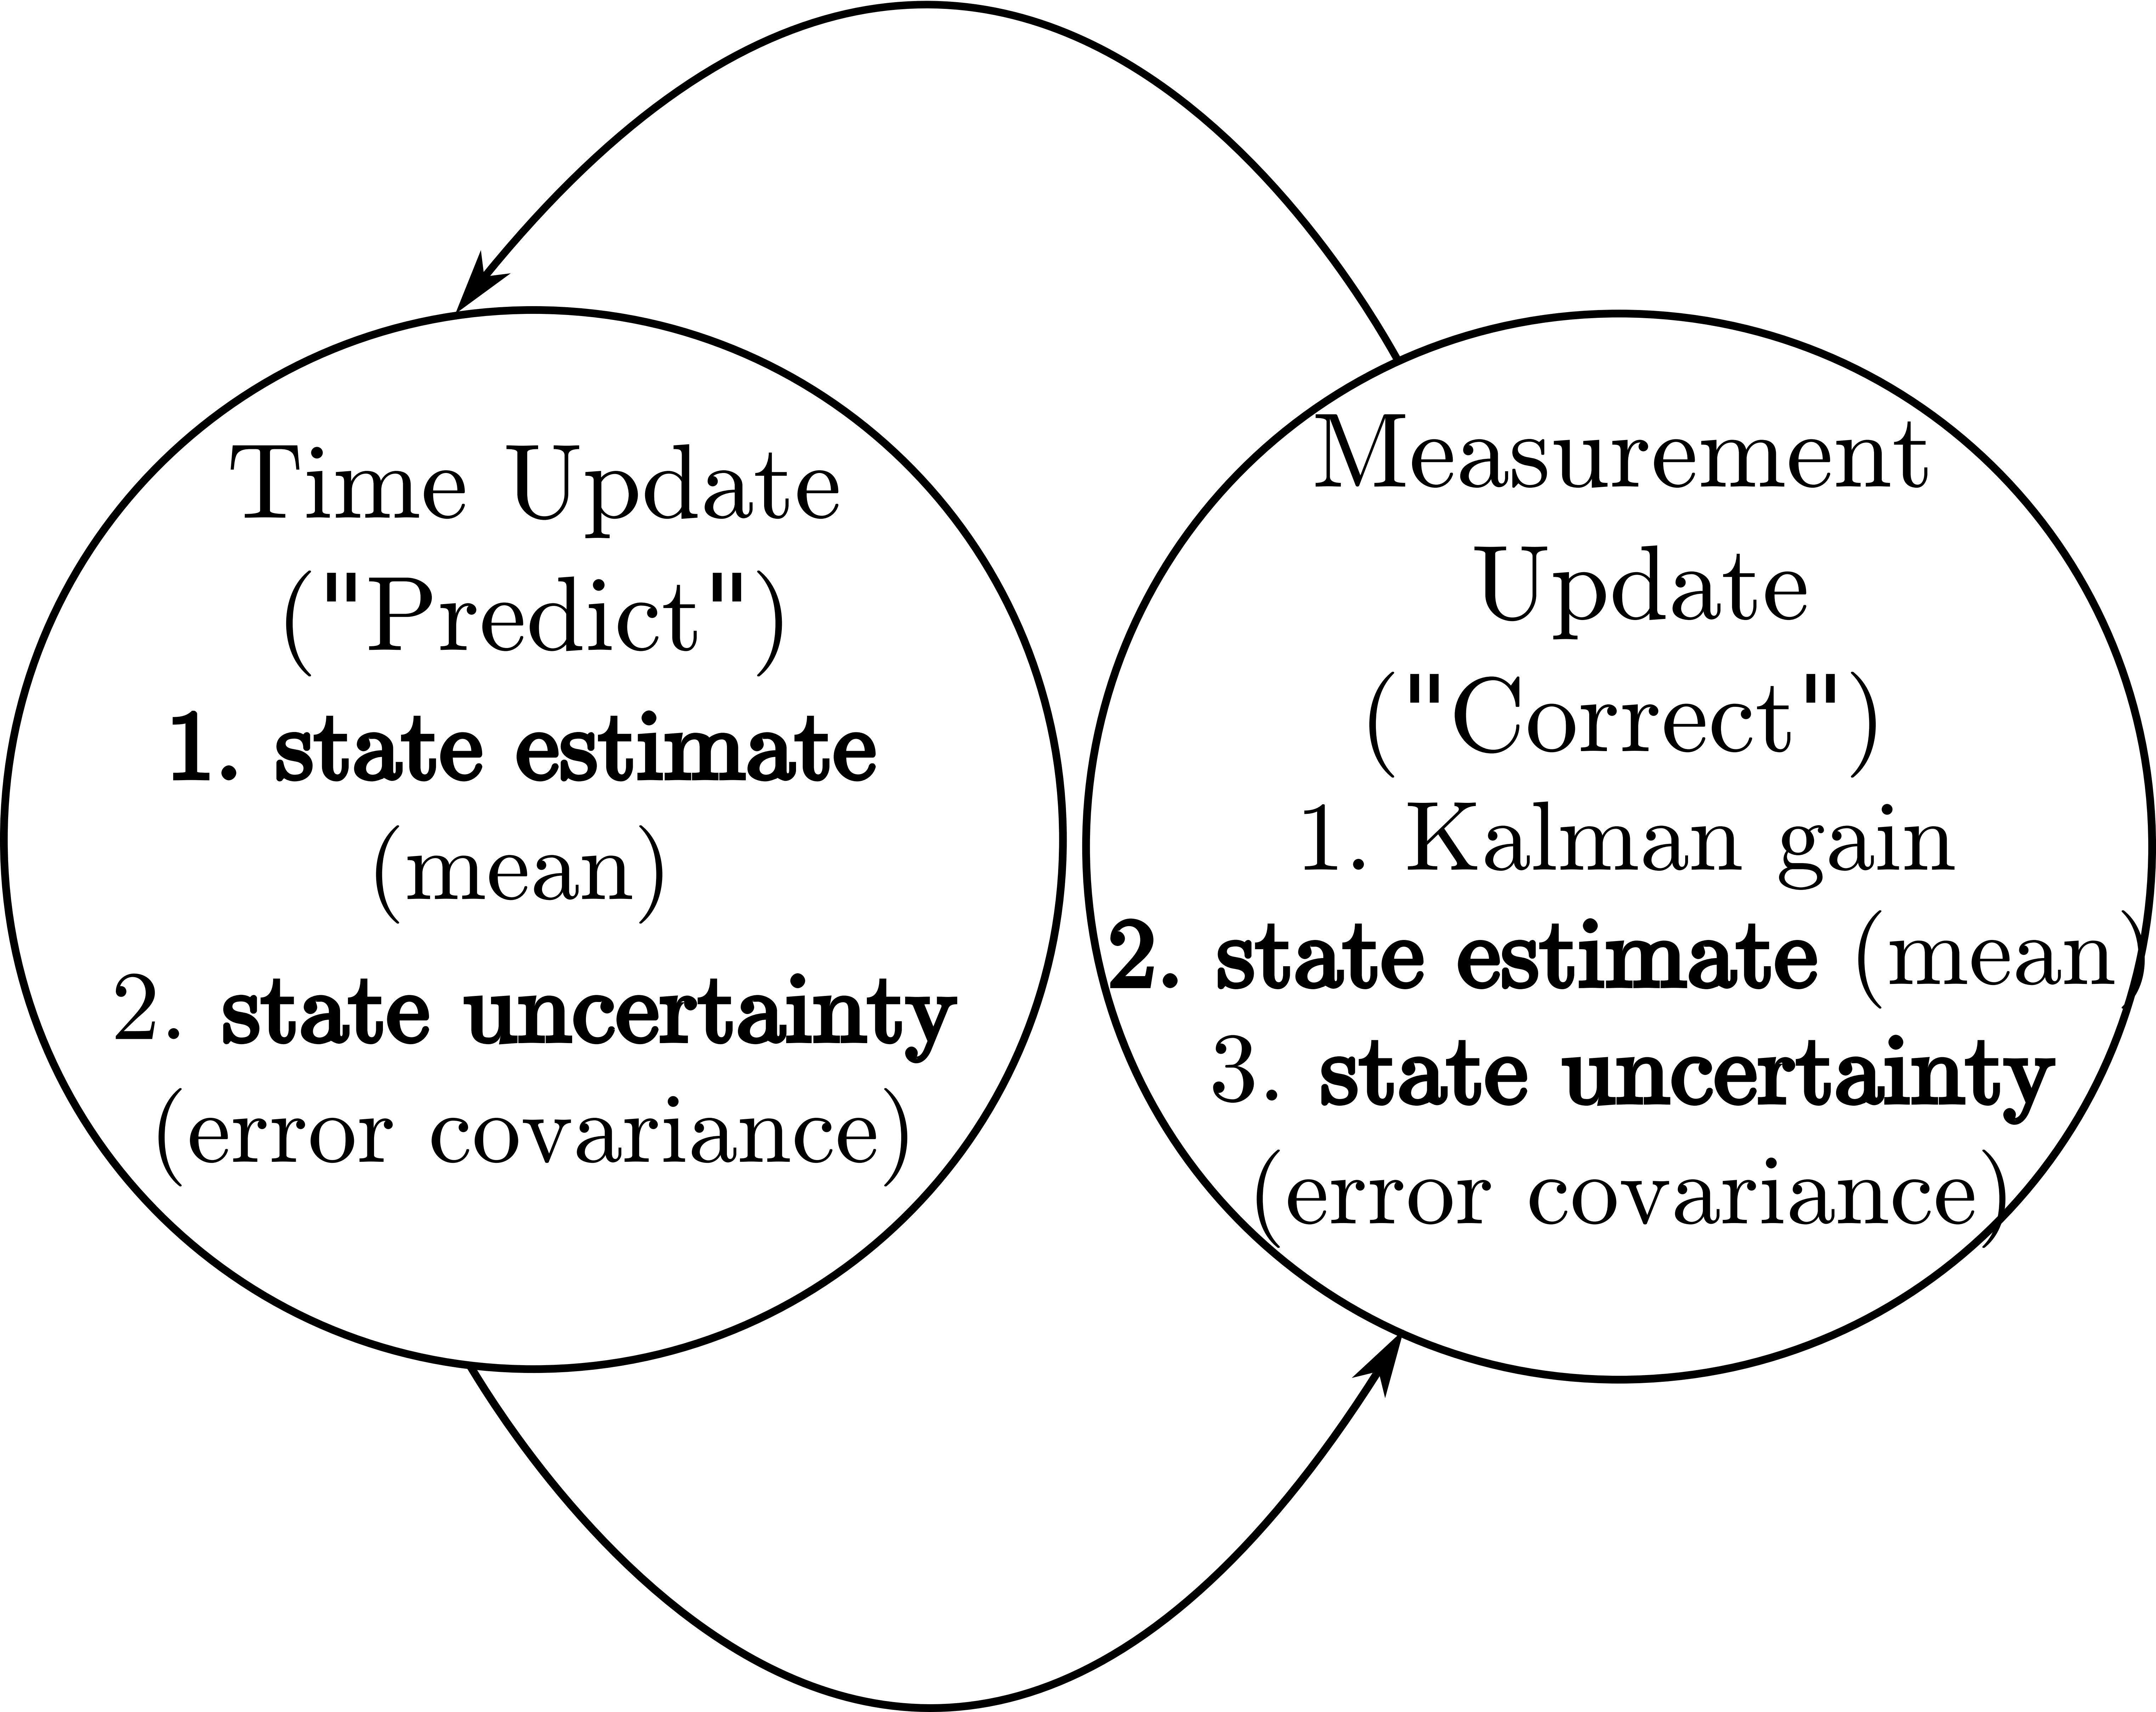 Time Update
("Predict")
1. state estimate
(mean)
2. state uncertainty
(error covariance)
Measurement
Update
("Correct")
1. Kalman gain
2. state estimate (mean)
3. state uncertainty
(error covariance)